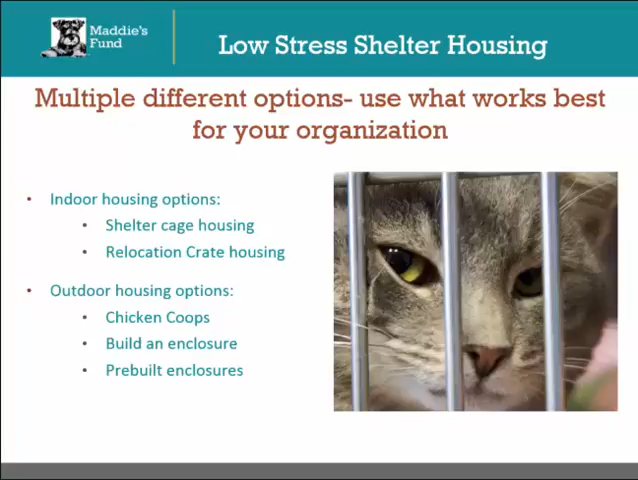 Maddie's
Fund
Low Stress Shelter Housing
Multiple different options- use what works best
for your organization
• Indoor housing options:
• Shelter cage housing
• Relocation Crate housing
• Outdoor housing options:
• Chicken Coops
• Build an enclosure
• Prebuilt enclosures